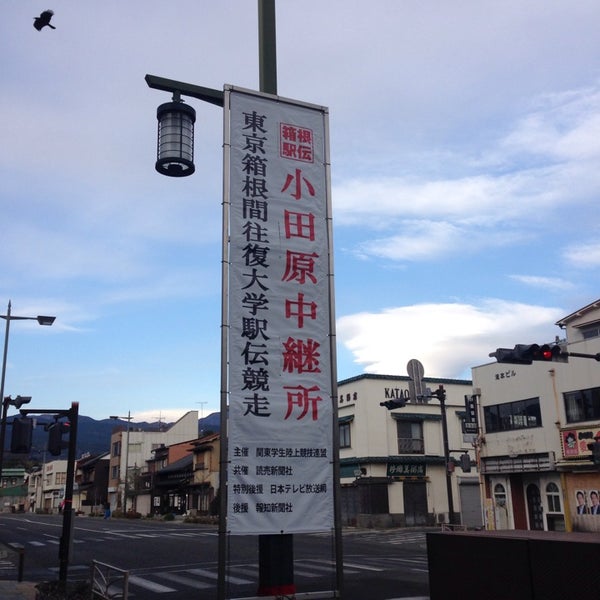 箱根
駅伝
小田原中継所
東京箱根間往復大学駅伝競走
主催 関東学生陸上競技連盟
共催 読売新聞社
特別後援 日本テレビ放送網
後援 報知新聞社
KATAO